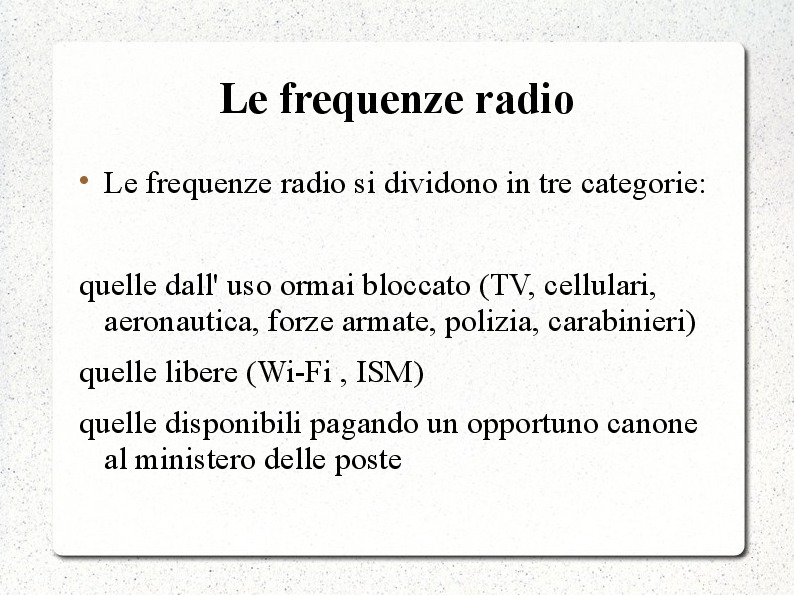 Le frequenze radio
• Le frequenze radio si dividono in tre categorie:
quelle dall' uso ormai bloccato (TV, cellulari,
aeronautica, forze armate, polizia, carabinieri)
quelle libere (Wi-Fi , ISM)
quelle disponibili pagando un opportuno canone
al ministero delle poste